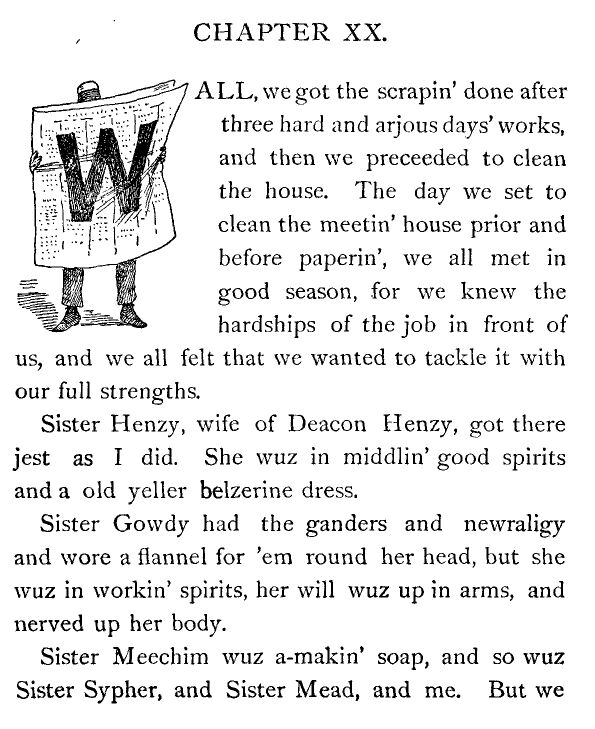 CHAPTER XX.
WALL, we got the scrapin' done after
three hard and arjous days' works,
and then we preceeded to clean
the house. The day we set to
clean the meetin' house prior and
before paperin', we all met in
good season, for we knew the
hardships of the job in front of
us, and we all felt that we wanted to tackle it with
our full strengths.
Sister Henzy, wife of Deacon Henzy, got there
jest as I did. She wuz in middlin' good spirits
and a old yeller belzerine dress.
Sister Gowdy had the ganders and newraligy
and wore a flannel for 'em round her head, but she
wuz in workin' spirits, her will wuz up in arms, and
nerved up her body.
Sister Meechim wuz a-makin' soap, and so wuz
Sister Sypher, and Sister Mead, and me. But we